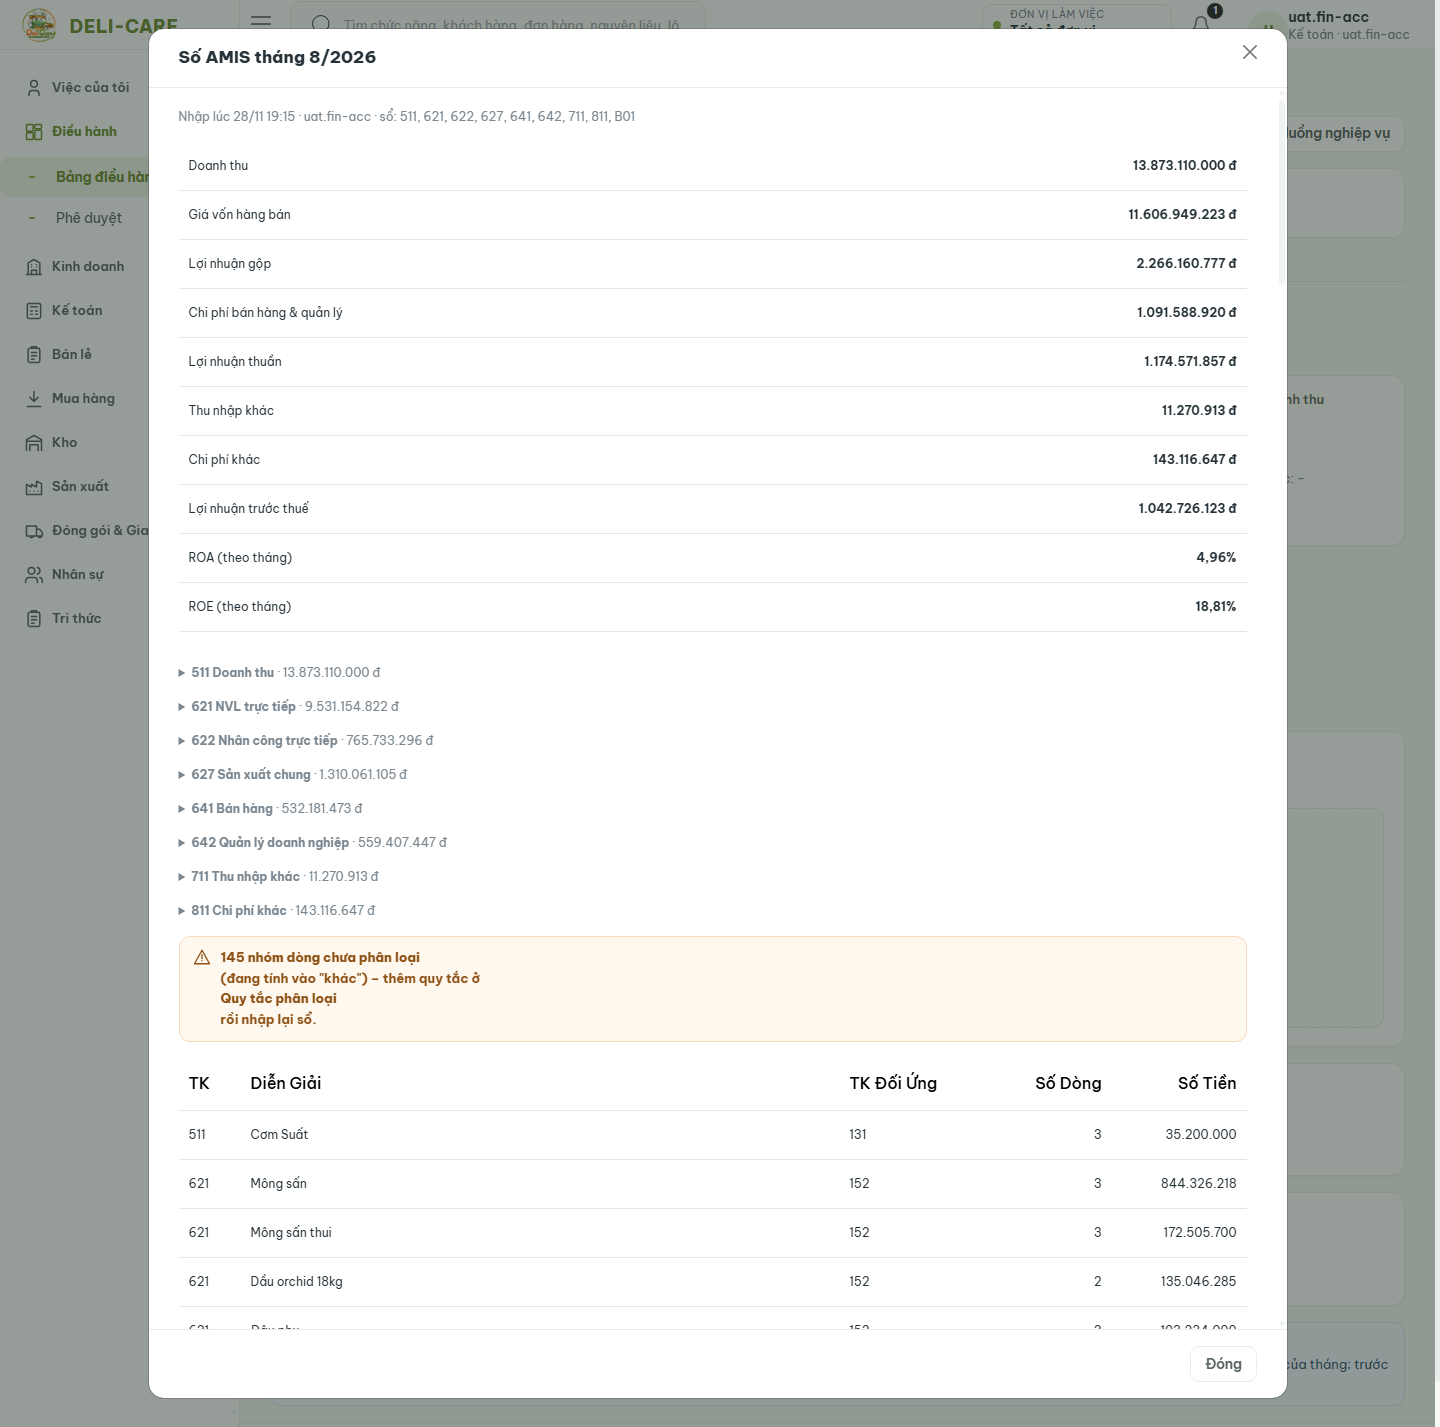 DELI-CARE
Tìm chức năng, khách hàng, đơn hàng, nguyên liệu, lô
ĐƠN VỊ LÀM VIỆC
1
uat.fin-acc
Kế toán · uat.fin-acc
Việc của tôi
Điều hành
Bảng điều hàn
Phê duyệt
Kinh doanh
Kế toán
Bán lẻ
Mua hàng
Kho
Sản xuất
Đóng gói & Gia
Nhân sự
Tri thức
uồng nghiệp vụ
nh thu
của tháng; trước
Số AMIS tháng 8/2026
Nhập lúc 28/11 19:15 · uat.fin-acc · sổ: 511, 621, 622, 627, 641, 642, 711, 811, B01
Doanh thu 13.873.110.000 đ
Giá vốn hàng bán 11.606.949.223 đ
Lợi nhuận gộp 2.266.160.777 đ
Chi phí bán hàng & quản lý 1.091.588.920 đ
Lợi nhuận thuần 1.174.571.857 đ
Thu nhập khác 11.270.913 đ
Chi phí khác 143.116.647 đ
Lợi nhuận trước thuế 1.042.726.123 đ
ROA (theo tháng) 4,96%
ROE (theo tháng) 18,81%
511 Doanh thu · 13.873.110.000 đ
621 NVL trực tiếp · 9.531.154.822 đ
622 Nhân công trực tiếp · 765.733.296 đ
627 Sản xuất chung · 1.310.061.105 đ
641 Bán hàng · 532.181.473 đ
642 Quản lý doanh nghiệp · 559.407.447 đ
711 Thu nhập khác · 11.270.913 đ
811 Chi phí khác · 143.116.647 đ
145 nhóm dòng chưa phân loại
(đang tính vào "khác") – thêm quy tắc ở
Quy tắc phân loại
rồi nhập lại sổ.
TK Diễn Giải TK Đối Ứng Số Dòng Số Tiền
511 Cơm Suất 131 3 35.200.000
621 Mông sấn 152 3 844.326.218
621 Mông sấn thui 152 3 172.505.700
621 Dầu orchid 18kg 152 2 135.046.285
Đóng